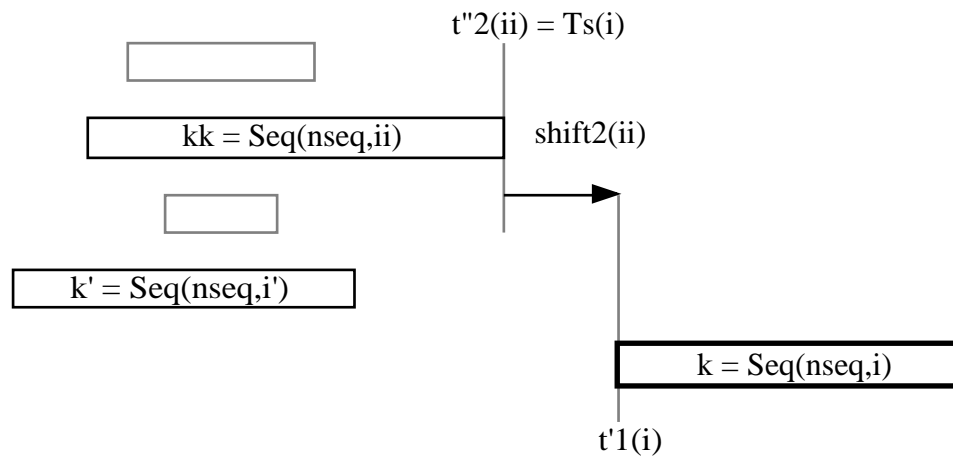 t"2(ii) = Ts(i)
kk = Seq(nseq,ii)
shift2(ii)
k' = Seq(nseq,i')
k = Seq(nseq,i)
t'1(i)